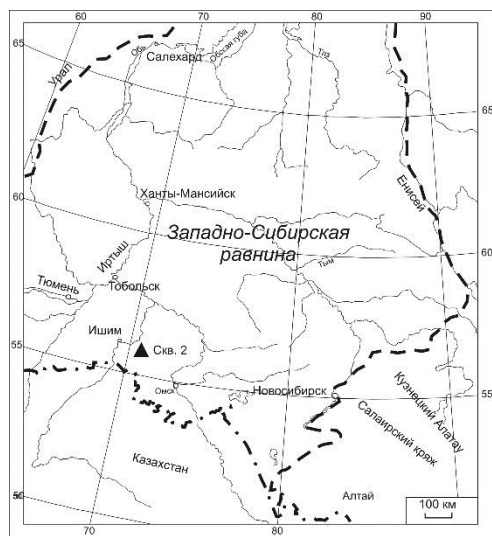 60
70
80
90
65
Обь
Салехард
Обская губа
Таз
Урал
65
60
Ханты-Мансийск
Енисей
Западно-Сибирская
равнина
60
Иртыш
Тым
Тюмень
Тобольск
Ишим
Скв. 2
55
Омск
Новосибирск
55
Кузнецкий Алатау
Салаирский кряж
Казахстан
50
Алтай
100 км
70
80